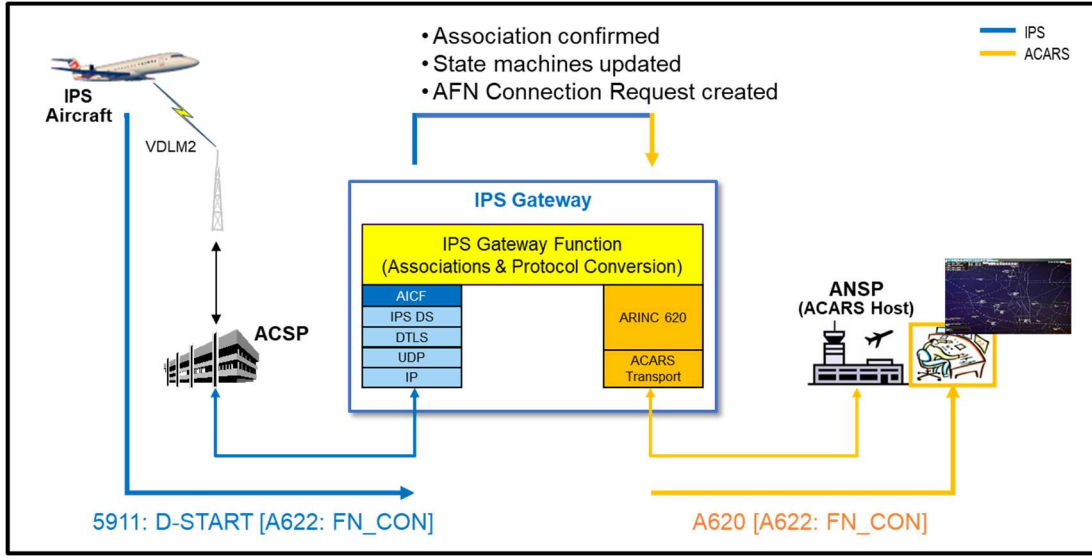 • Association confirmed
• State machines updated
• AFN Connection Request created
IPS
ACARS
IPS
Aircraft
VDLM2
ACSP
IPS Gateway
IPS Gateway Function
(Associations & Protocol Conversion)
AICF
IPS DS
DTLS
UDP
IP
ARINC 620
ACARS
Transport
ANSP
(ACARS Host)
5911: D-START [A622: FN_CON]
A620 [A622: FN_CON]